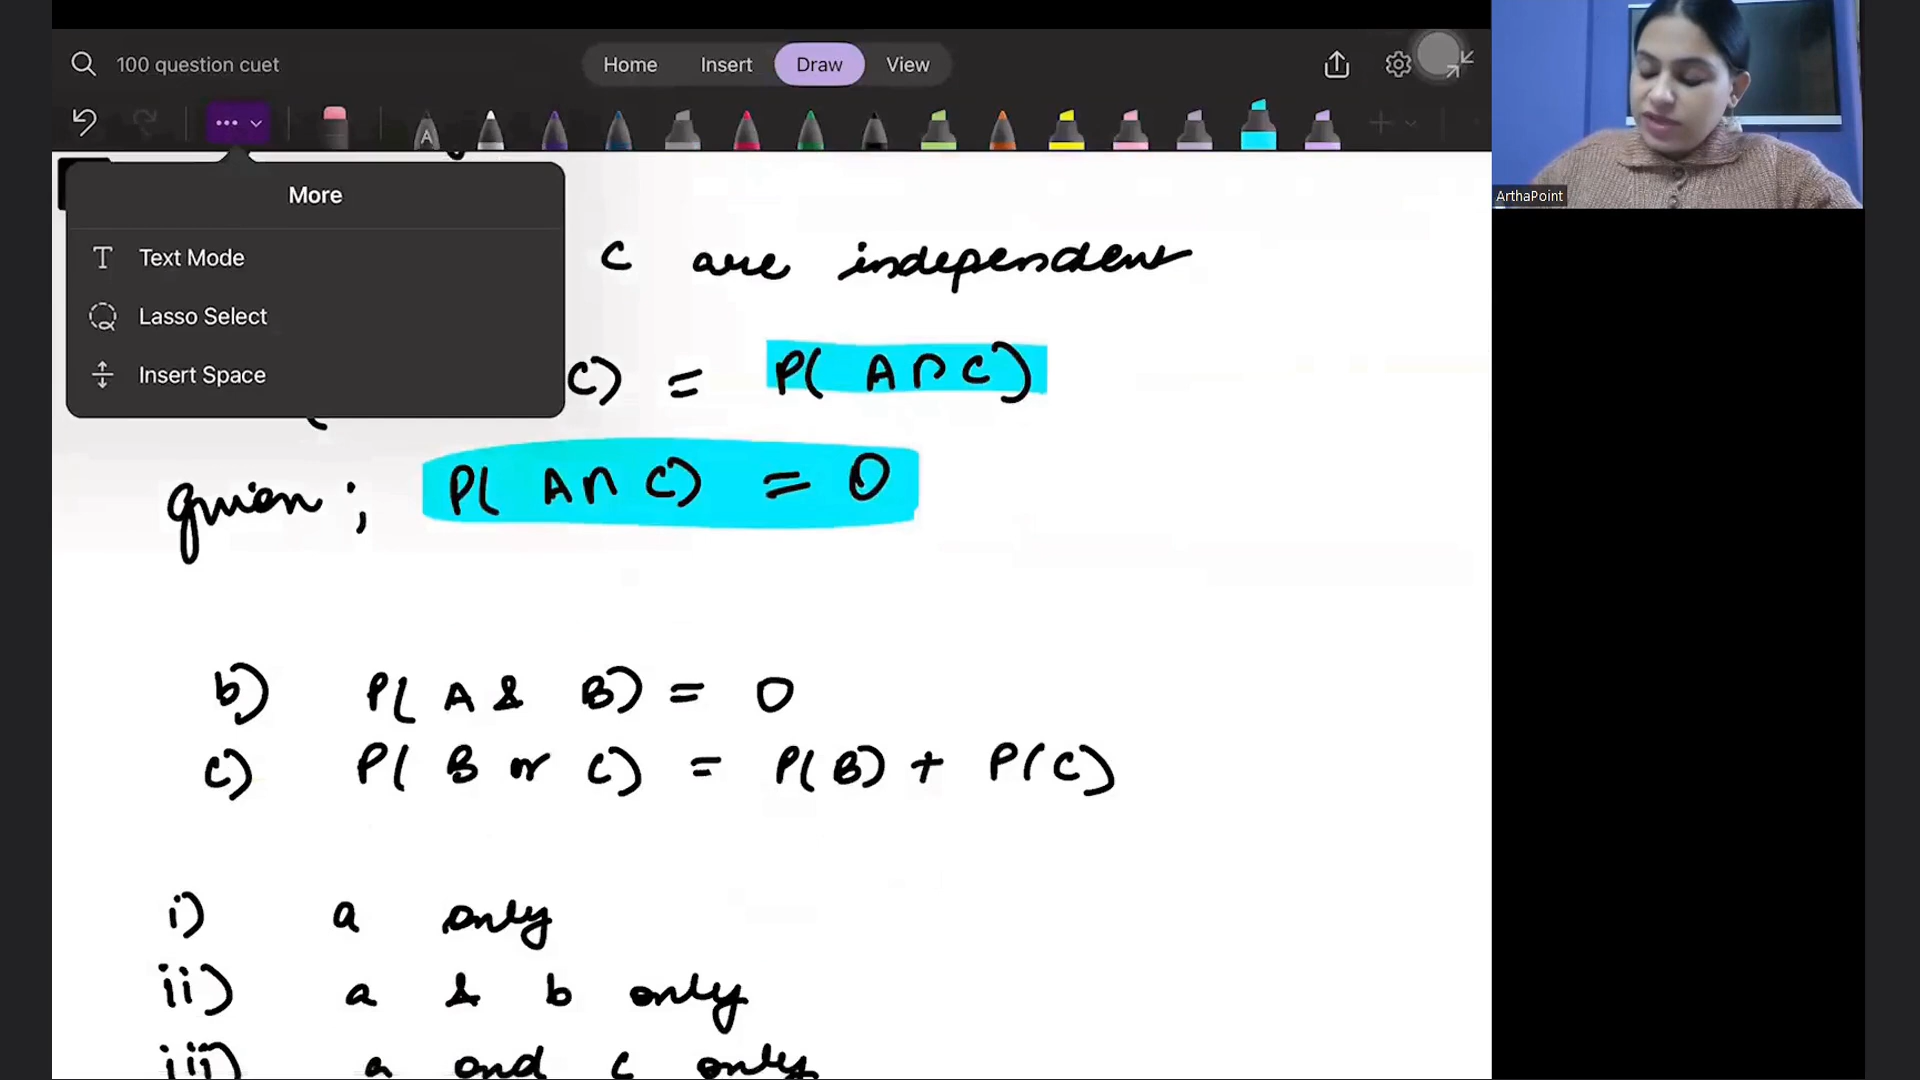 100 question cuet
Home Insert Draw View
A
ArthaPoint
More
Text Mode
Lasso Select
Insert Space
C are independent
C) = P( A∩C)
given; P( A∩ C) = 0
b) P( A & B) = 0
c) P( B or C) = P(B) + P(C)
i) a only
ii) a & b only
iii) a and c only